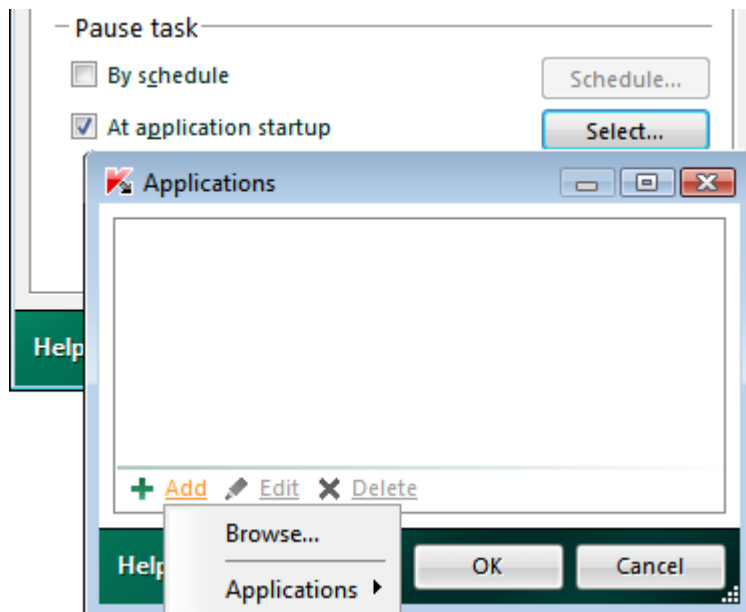 Pause task
By schedule
Schedule...
At application startup
Select...
Applications
Help
Add Edit Delete
Browse...
Applications
Help
OK
Cancel